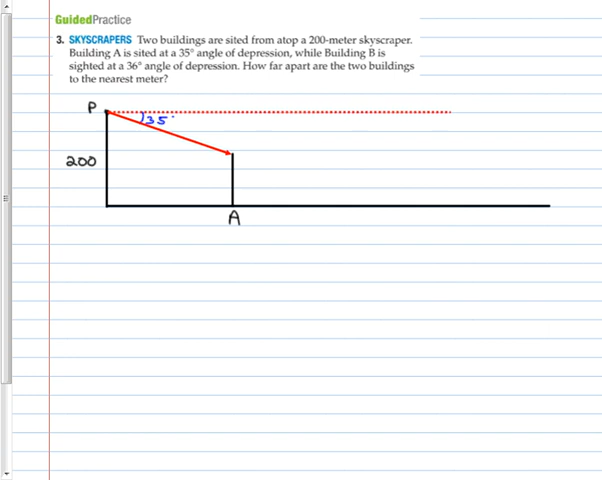 GuidedPractice
3. SKYSCRAPERS Two buildings are sited from atop a 200-meter skyscraper.
Building A is sited at a 35° angle of depression, while Building B is
sighted at a 36° angle of depression. How far apart are the two buildings
to the nearest meter?
P
35°
200
A